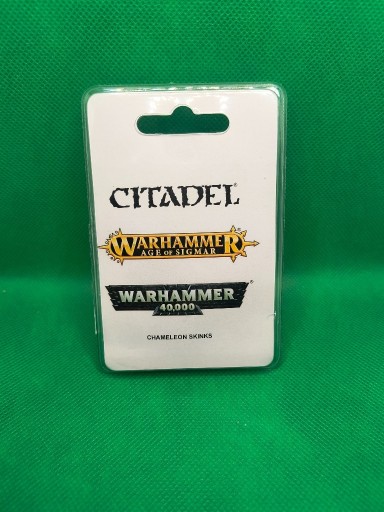 CITADEL
WARHAMMER
AGE OF SIGMAR
WARHAMMER
40,000
CHAMELEON SKINKS